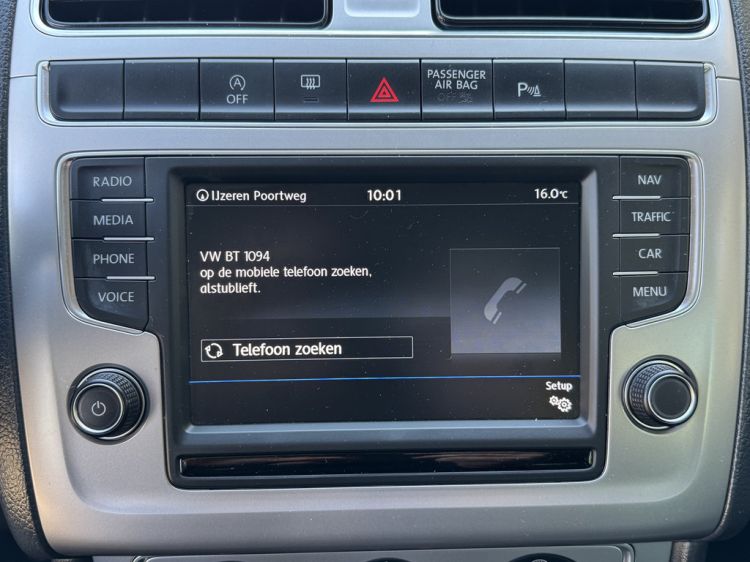 OFF
PASSENGER
AIR BAG
P
RADIO
MEDIA
PHONE
VOICE
IJzeren Poortweg
10:01
16.0°C
VW BT 1094
op de mobiele telefoon zoeken,
alstublieft.
Telefoon zoeken
Setup
NAV
TRAFFIC
CAR
MENU